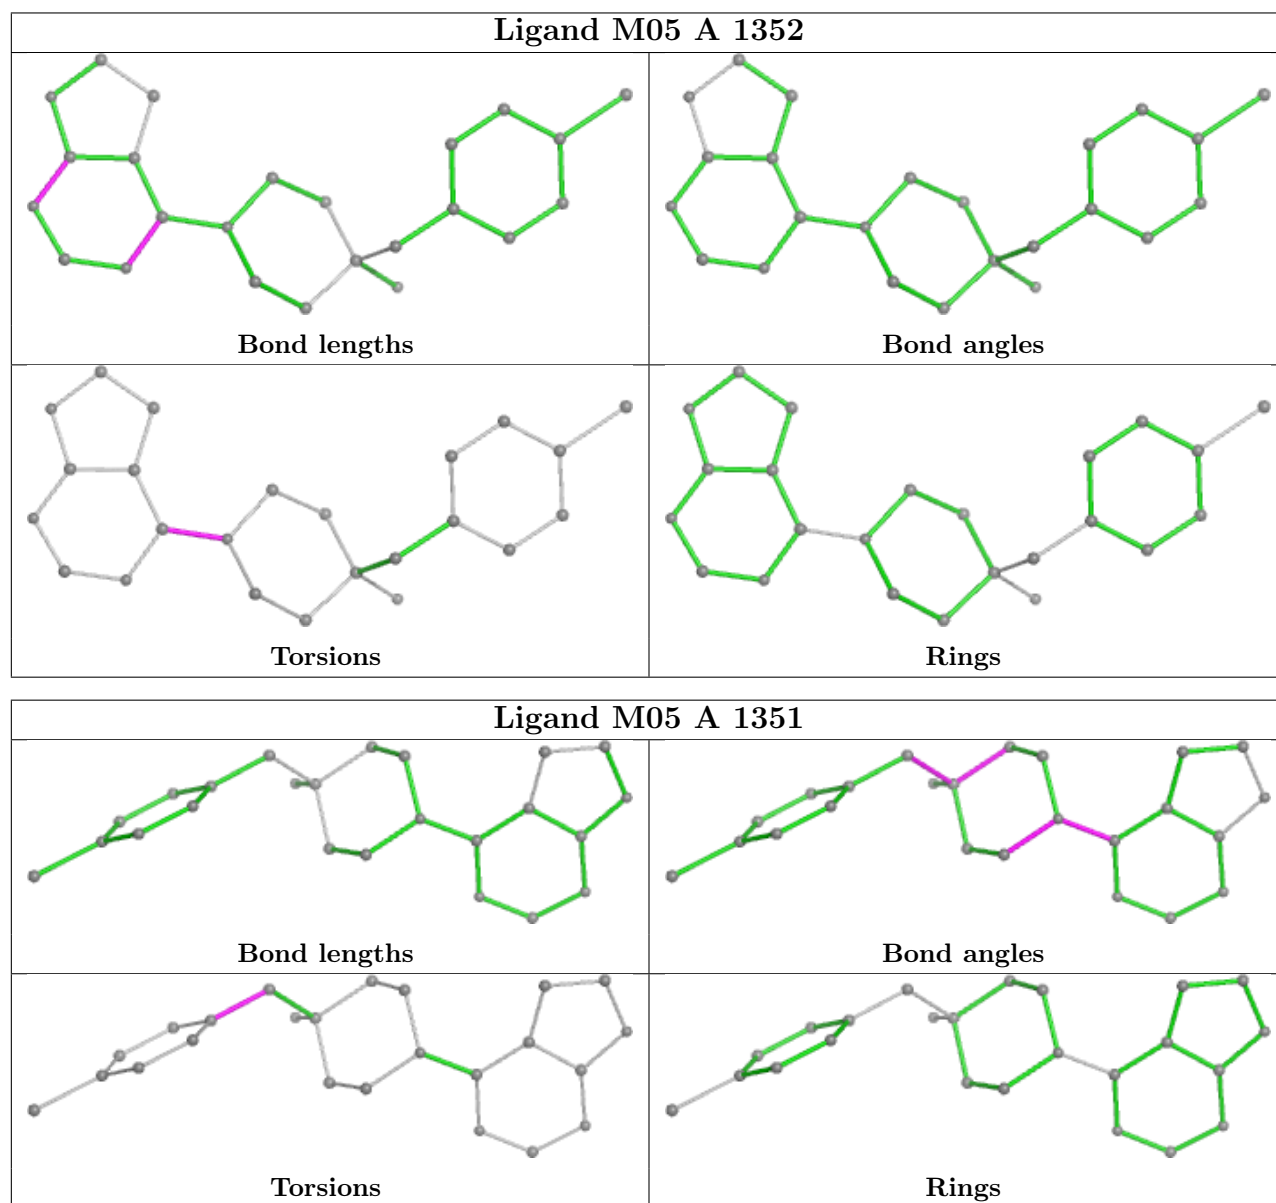 Ligand M05 A 1352
Bond lengths
Bond angles
Torsions
Rings
Ligand M05 A 1351
Bond lengths
Bond angles
Torsions
Rings